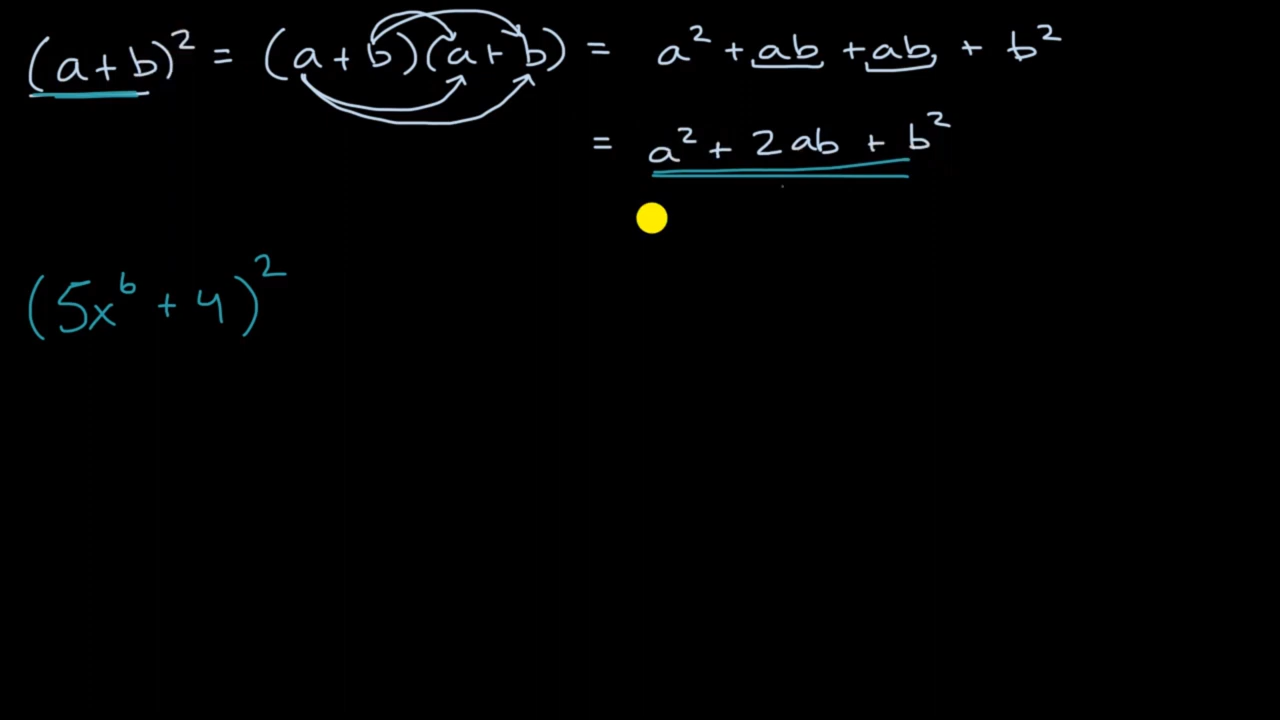 (a + b)² = (a + b)(a + b) = a² + ab + ab + b²
= a² + 2ab + b²
(5x⁶ + 4)²